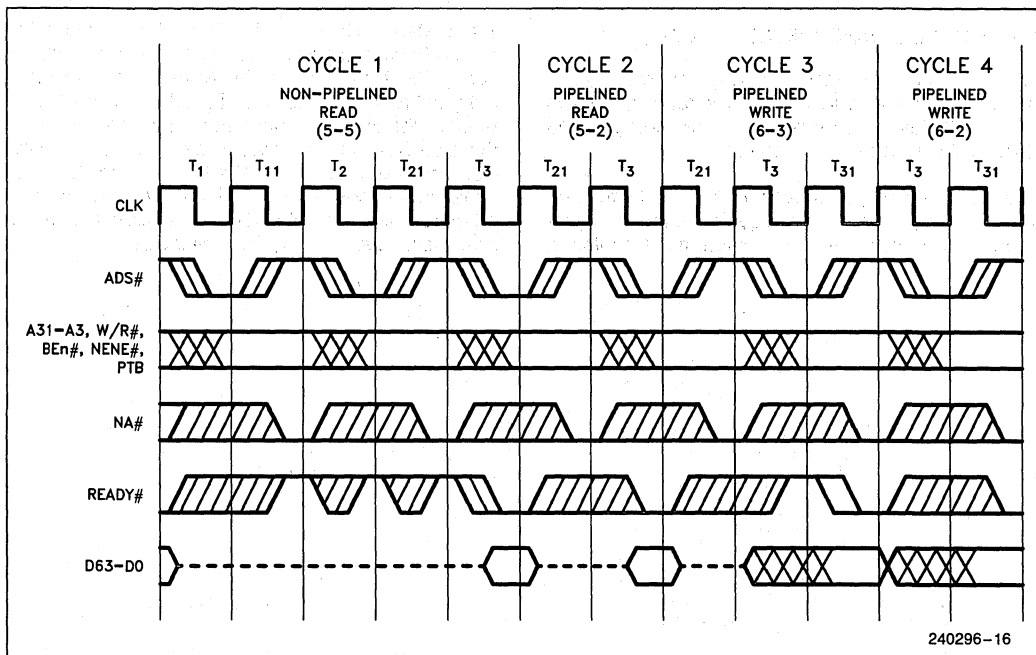 CYCLE 1
NON-PIPELINED
READ
(5-5)
CYCLE 2
PIPELINED
READ
(5-2)
CYCLE 3
PIPELINED
WRITE
(6-3)
CYCLE 4
PIPELINED
WRITE
(6-2)
T1 T11 T2 T21 T3 T21 T3 T21 T3 T31 T3 T31
CLK
ADS#
A31-A3, W/R#,
BEn#, NENE#,
PTB
NA#
READY#
D63-D0
240296-16